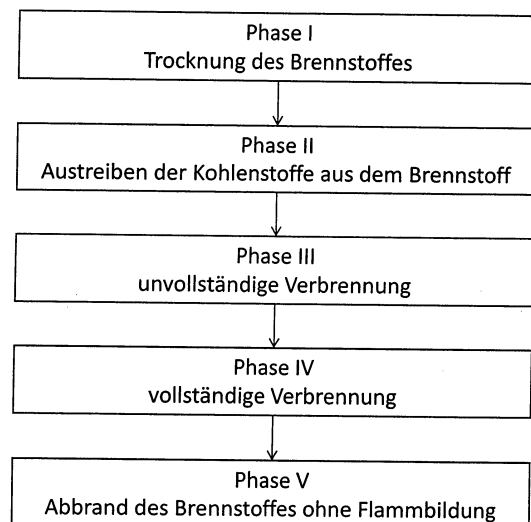 Phase I
Trocknung des Brennstoffes
Phase II
Austreiben der Kohlenstoffe aus dem Brennstoff
Phase III
unvollständige Verbrennung
Phase IV
vollständige Verbrennung
Phase V
Abbrand des Brennstoffes ohne Flammbildung